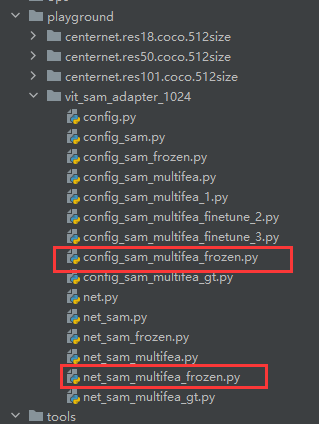 playground
centernet.res18.coco.512size
centernet.res50.coco.512size
centernet.res101.coco.512size
vit_sam_adapter_1024
config.py
config_sam.py
config_sam_frozen.py
config_sam_multifea.py
config_sam_multifea_1.py
config_sam_multifea_finetune_2.py
config_sam_multifea_finetune_3.py
config_sam_multifea_frozen.py
config_sam_multifea_gt.py
net.py
net_sam.py
net_sam_frozen.py
net_sam_multifea.py
net_sam_multifea_frozen.py
net_sam_multifea_gt.py
tools